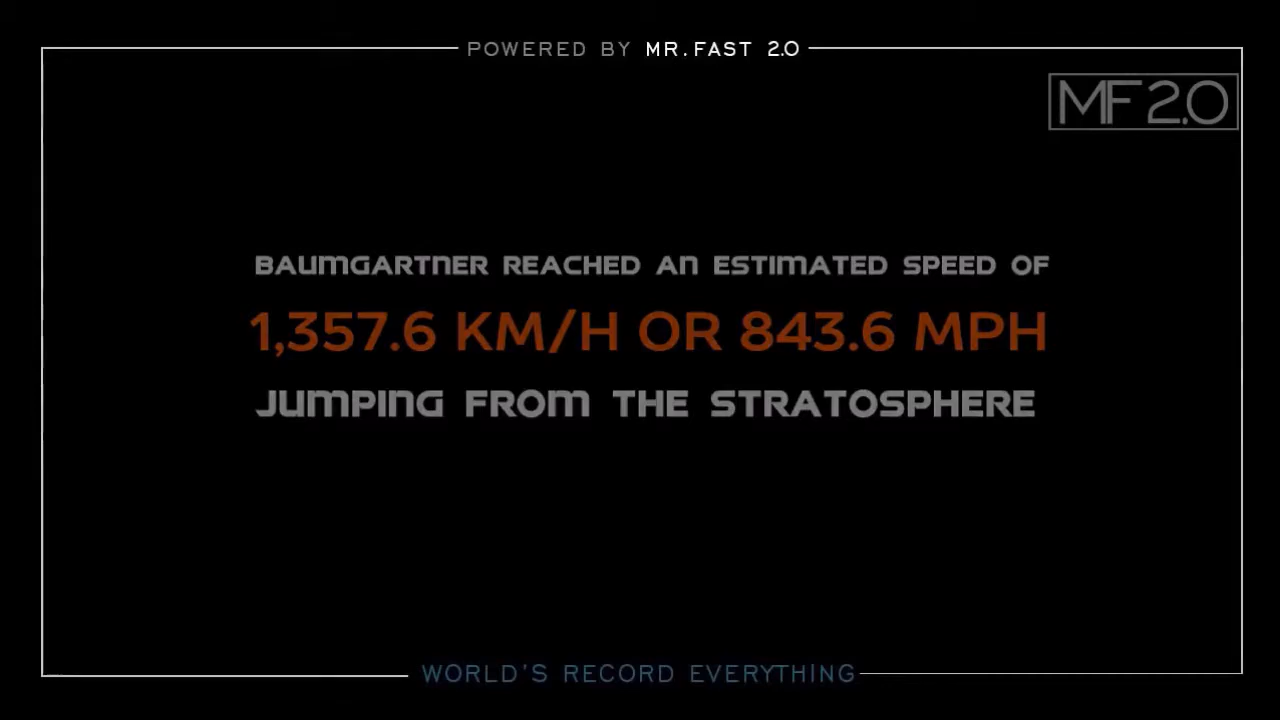 POWERED BY MR.FAST 2.0
MF 2.0
BAUMGARTNER REACHED AN ESTIMATED SPEED OF
1,357.6 KM/H OR 843.6 MPH
JUMPING FROM THE STRATOSPHERE
WORLD'S RECORD EVERYTHING